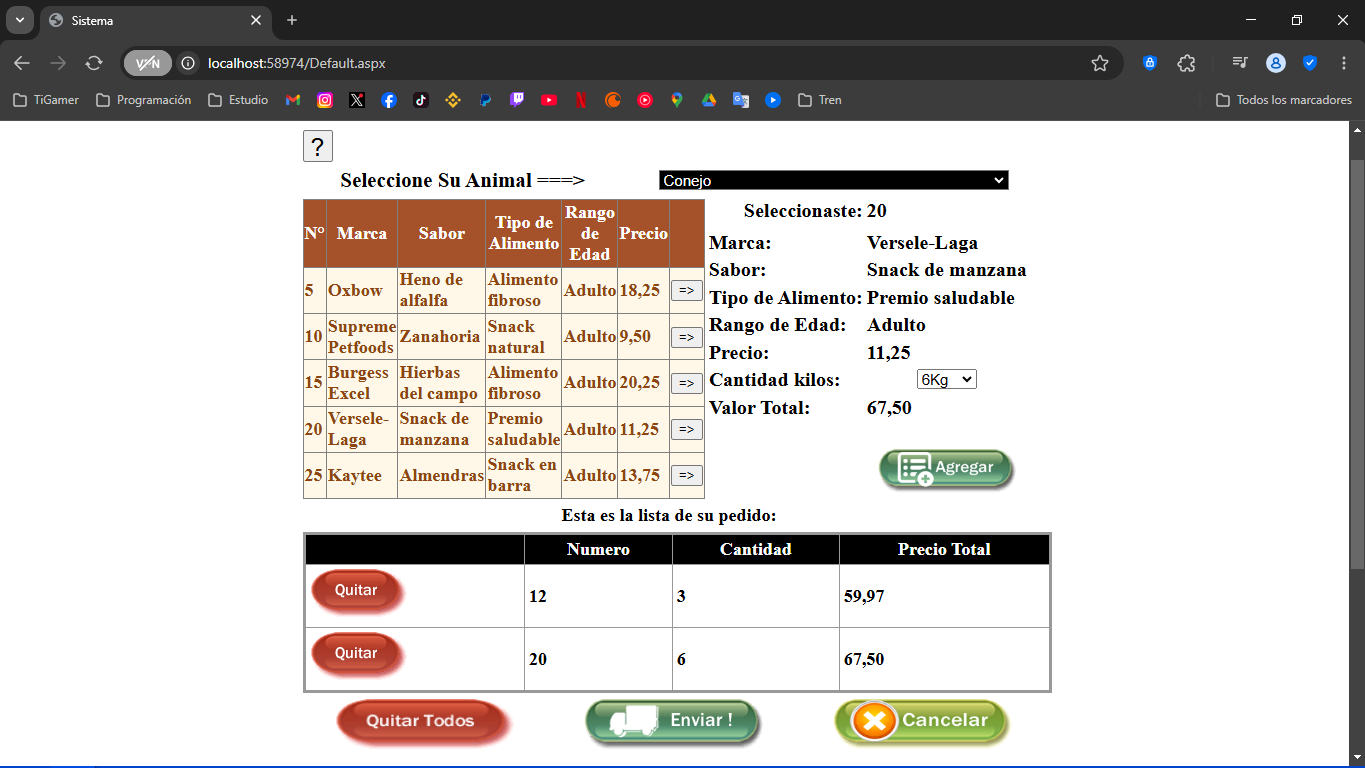 Sistema
VPN
localhost:58974/Default.aspx
TiGamer Programación Estudio Tren Todos los marcadores
?
Seleccione Su Animal ===> Conejo
N° Marca Sabor Tipo de Alimento Rango de Edad Precio
5 Oxbow Heno de alfalfa Alimento fibroso Adulto 18,25 =>
10 Supreme Petfoods Zanahoria Snack natural Adulto 9,50 =>
15 Burgess Excel Hierbas del campo Alimento fibroso Adulto 20,25 =>
20 Versele-Laga Snack de manzana Premio saludable Adulto 11,25 =>
25 Kaytee Almendras Snack en barra Adulto 13,75 =>
Seleccionaste: 20
Marca: Versele-Laga
Sabor: Snack de manzana
Tipo de Alimento: Premio saludable
Rango de Edad: Adulto
Precio: 11,25
Cantidad kilos: 6Kg
Valor Total: 67,50
Agregar
Esta es la lista de su pedido:
Numero Cantidad Precio Total
Quitar 12 3 59,97
Quitar 20 6 67,50
Quitar Todos Enviar ! Cancelar